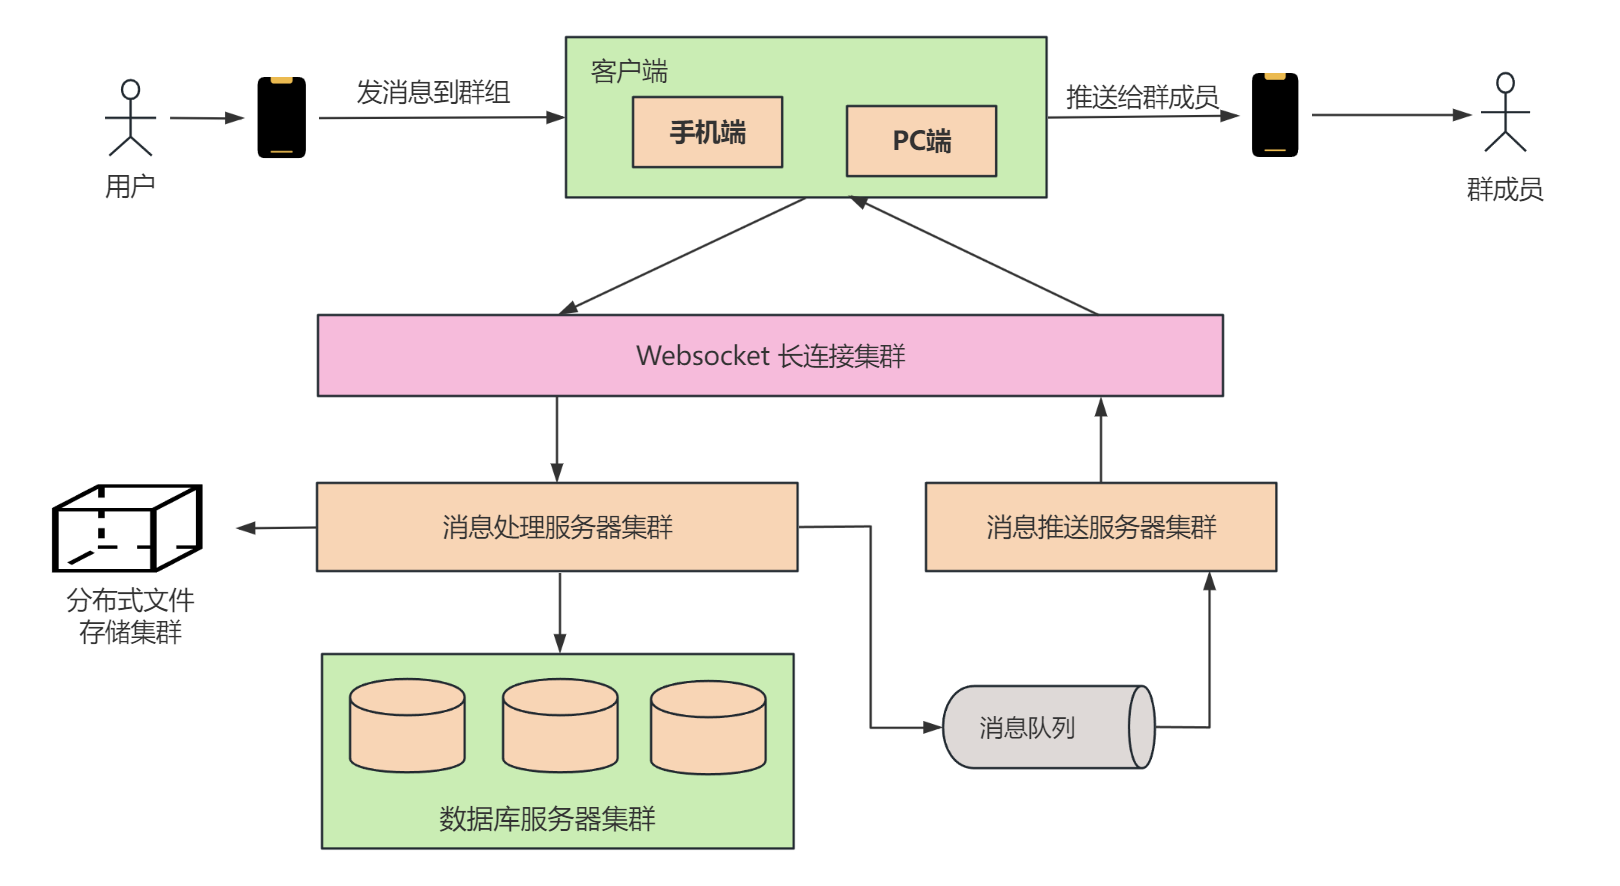 客户端
发消息到群组
推送给群成员
手机端
PC端
用户
群成员
Websocket 长连接集群
消息处理服务器集群
消息推送服务器集群
分布式文件
存储集群
消息队列
数据库服务器集群